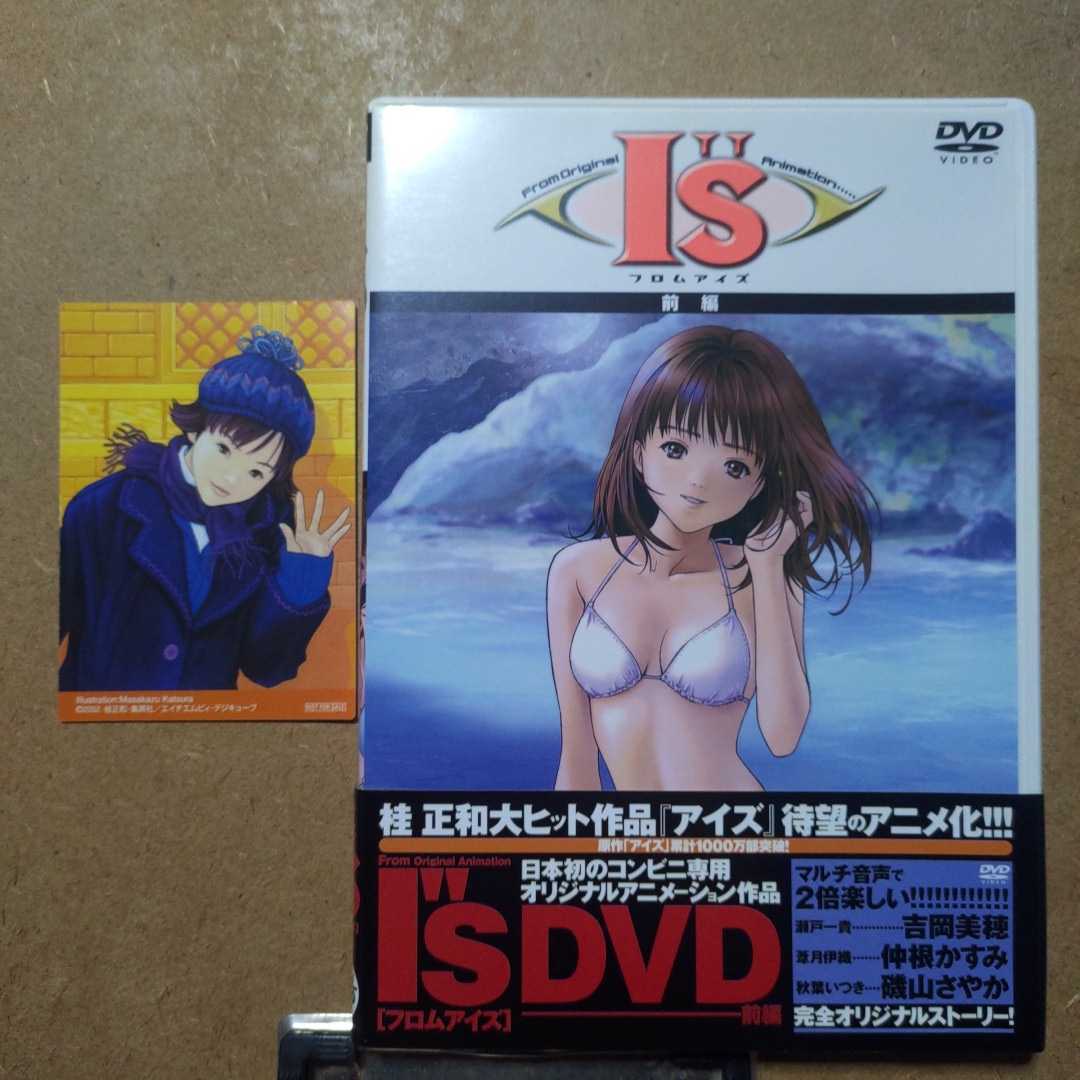 DVD
VIDEO
From Original
Animation.....
I"s
フロムアイズ
前編
Illustration:Masakazu Katsura
©2002 桂正和・集英社／エイチエムピィ・デジキューブ
NOT FOR SALE
桂 正和大ヒット作品『アイズ』待望のアニメ化!!!
原作「アイズ」累計1000万部突破!
From Original Animation
日本初のコンビニ専用
オリジナルアニメーション作品
I"s DVD
[フロムアイズ]
前編
マルチ音声で
2倍楽しい!!!!!!!!!!!!
DVD
VIDEO
瀬戸一貴.............吉岡美穂
葦月伊織.......仲根かすみ
秋葉いつき....磯山さやか
完全オリジナルストーリー!